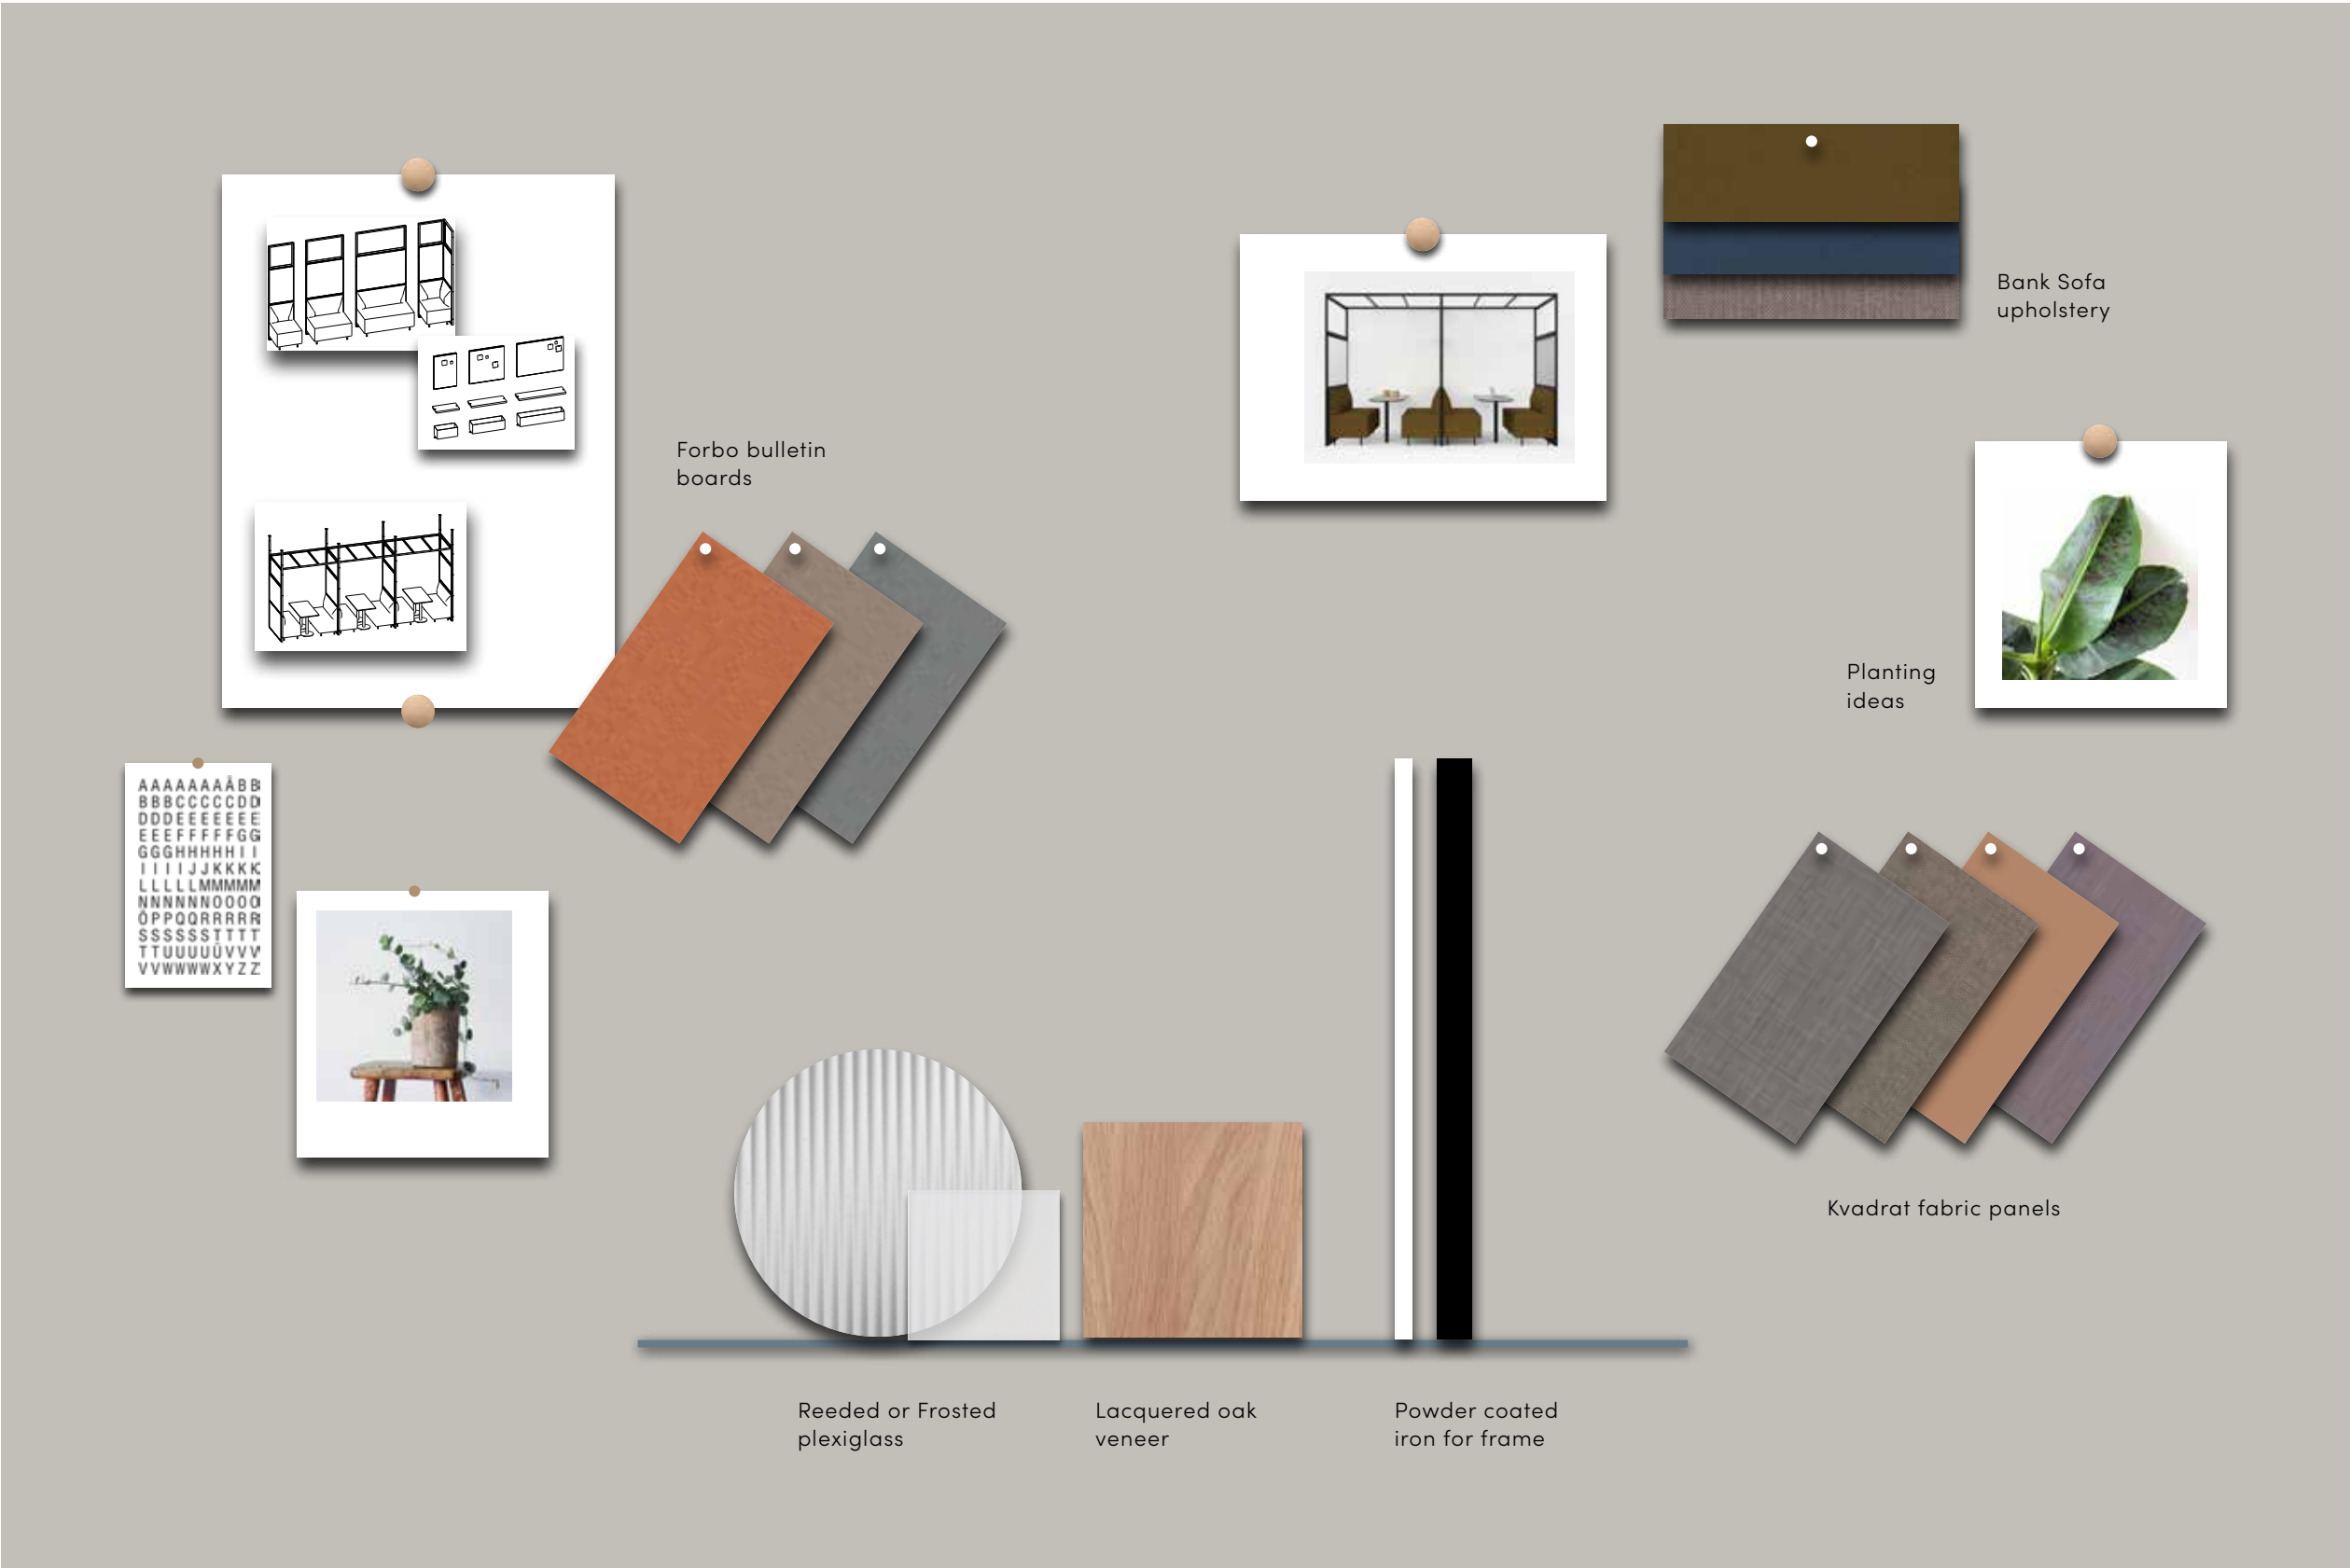 Bank Sofa
upholstery
Forbo bulletin
boards
Planting
ideas
AAAAAAAÅBB
BBBCCCCCDD
DDDEEEEEEE
EEEFFFFFGG
GGGHHHHHII
IIIIJJKKKK
LLLLLMMMMM
NNNNNNOOOO
ÖPPQQRRRRR
SSSSSSTTTT
TTUUUUÜVVV
VVWWWWXYZZ
Kvadrat fabric panels
Reeded or Frosted
plexiglass
Lacquered oak
veneer
Powder coated
iron for frame